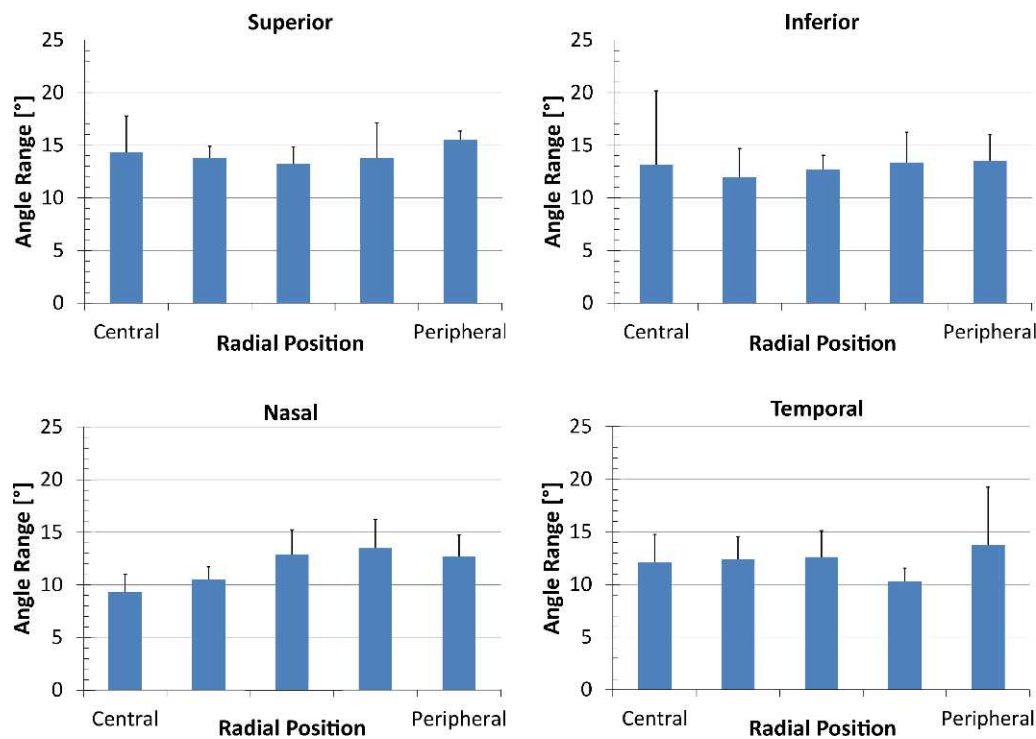 Superior
Angle Range [°]
25
20
15
10
5
0
Central
Peripheral
Radial Position
Inferior
Angle Range [°]
25
20
15
10
5
0
Central
Peripheral
Radial Position
Nasal
Angle Range [°]
25
20
15
10
5
0
Central
Peripheral
Radial Position
Temporal
Angle Range [°]
25
20
15
10
5
0
Central
Peripheral
Radial Position